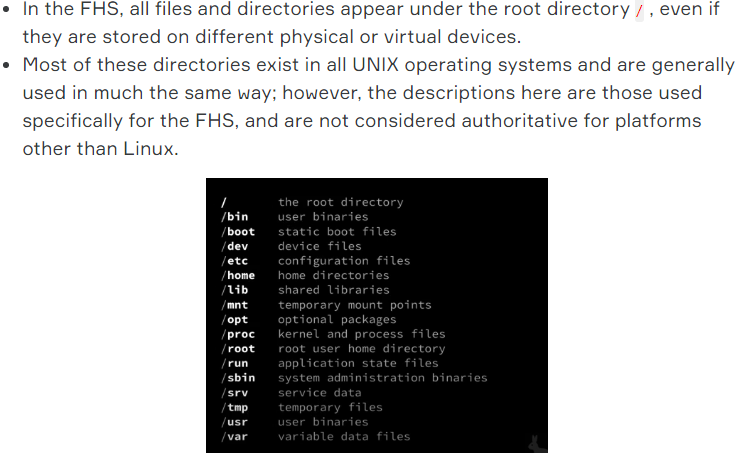 In the FHS, all files and directories appear under the root directory / , even if
they are stored on different physical or virtual devices.
Most of these directories exist in all UNIX operating systems and are generally
used in much the same way; however, the descriptions here are those used
specifically for the FHS, and are not considered authoritative for platforms
other than Linux.
/ the root directory
/bin user binaries
/boot static boot files
/dev device files
/etc configuration files
/home home directories
/lib shared libraries
/mnt temporary mount points
/opt optional packages
/proc kernel and process files
/root root user home directory
/run application state files
/sbin system administration binaries
/srv service data
/tmp temporary files
/usr user binaries
/var variable data files